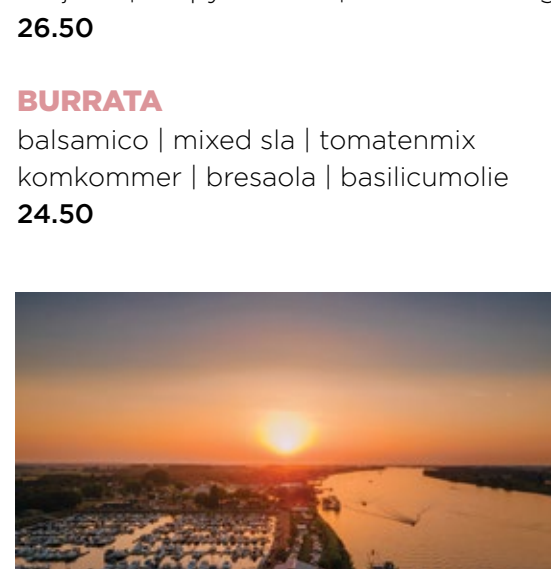 26.50
BURRATA
balsamico | mixed sla | tomatenmix
komkommer | bresaola | basilicumolie
24.50